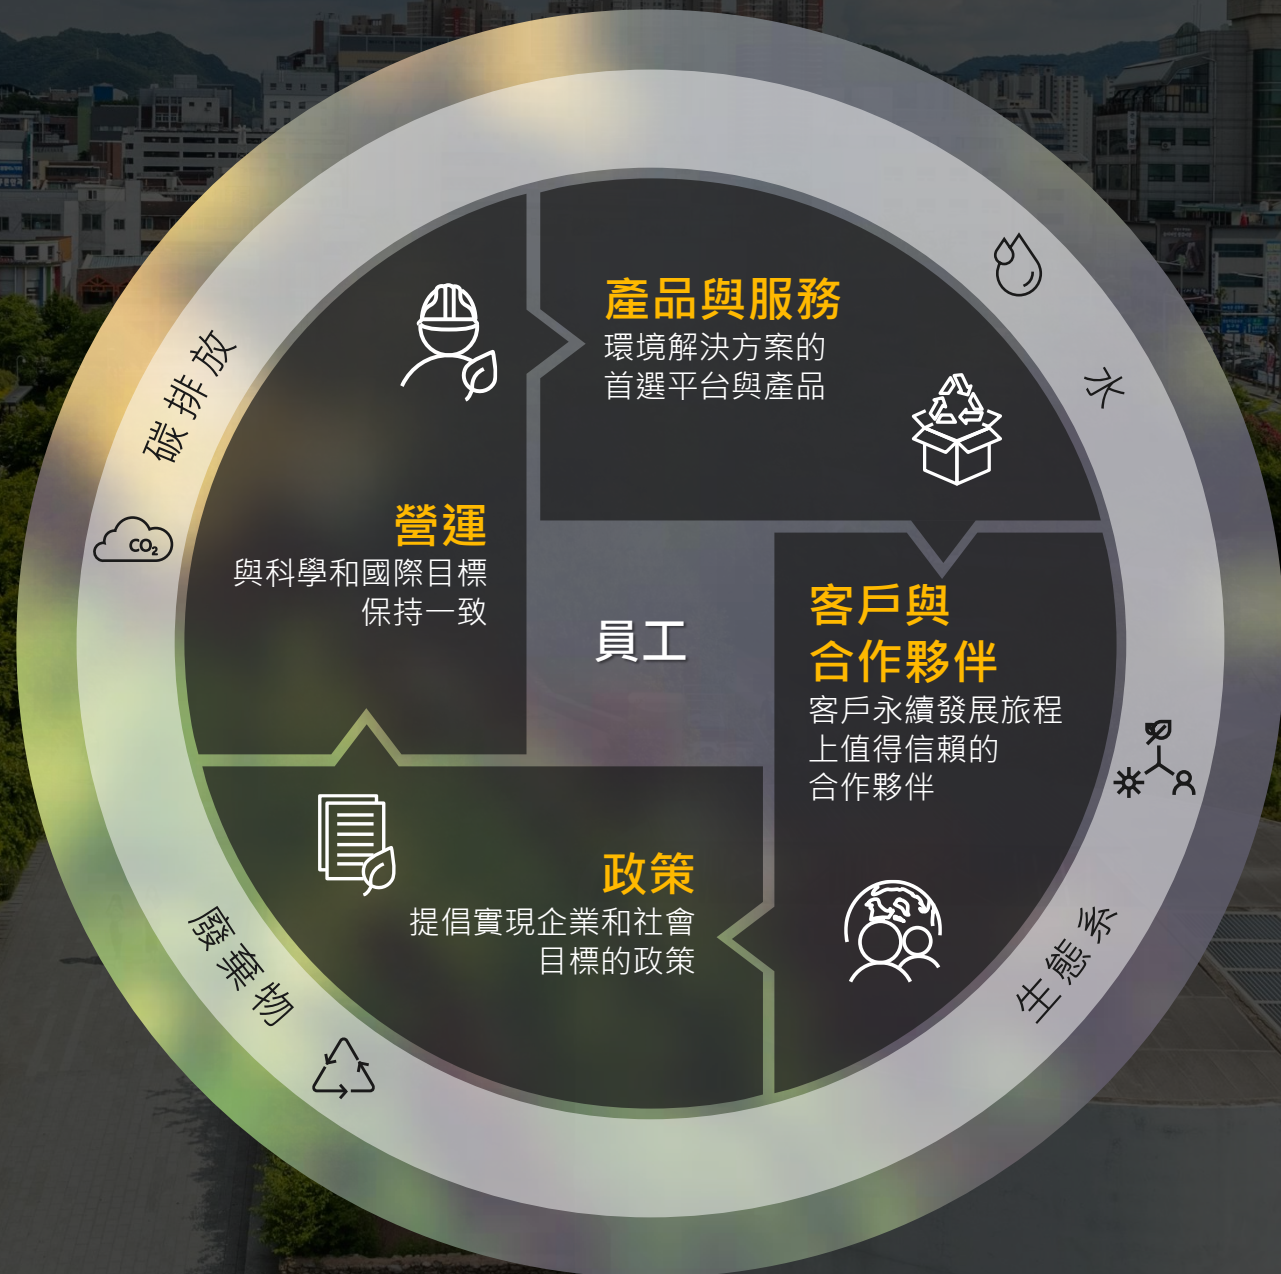 產品與服務
環境解決方案的
首選平台與產品
營運
與科學和國際目標
保持一致
員工
客戶與
合作夥伴
客戶永續發展旅程
上值得信賴的
合作夥伴
政策
提倡實現企業和社會
目標的政策
碳排放
CO₂
水
生態系
廢棄物